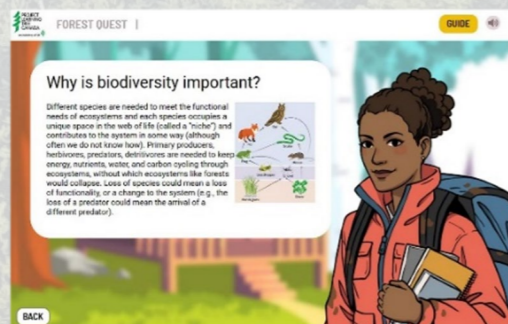 PROJECT
LEARNING
TREE
CANADA
FOREST QUEST |
GUIDE
Why is biodiversity important?
Different species are needed to meet the functional
needs of ecosystems and each species occupies a
unique space in the web of life (called a "niche") and
contributes to the system in some way (although
often we do not know how). Primary producers,
herbivores, predators, detritivores are needed to keep
energy, nutrients, water, and carbon cycling through
ecosystems, without which ecosystems like forests
would collapse. Loss of species could mean a loss
of functionality, or a change to the system (e.g., the
loss of a predator could mean the arrival of a
different predator).
BACK